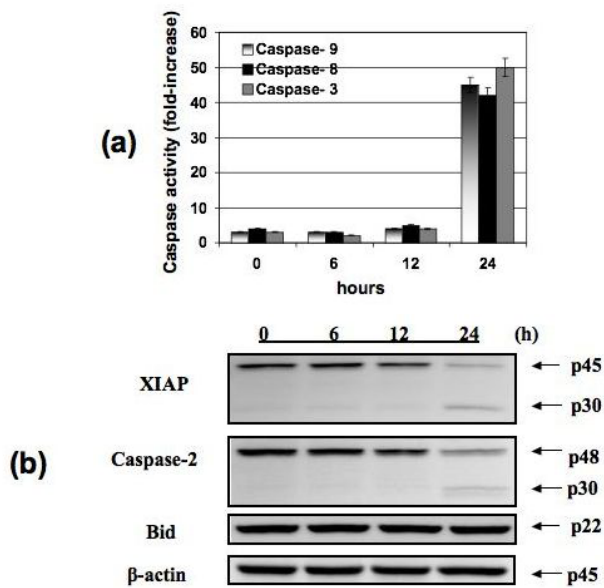 (a)
Caspase activity (fold-increase)
60
50
40
30
20
10
0
Caspase- 9
Caspase- 8
Caspase- 3
0 6 12 24
hours
(b)
0 6 12 24 (h)
XIAP
p45
p30
Caspase-2
p48
p30
Bid
p22
β-actin
p45